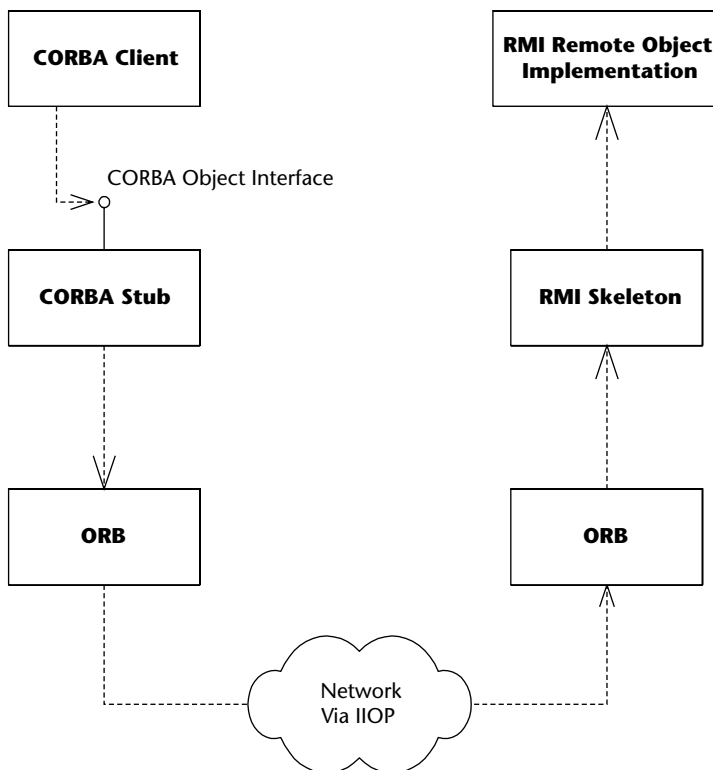 CORBA Client
RMI Remote Object
Implementation
CORBA Object Interface
CORBA Stub
RMI Skeleton
ORB
ORB
Network
Via IIOP